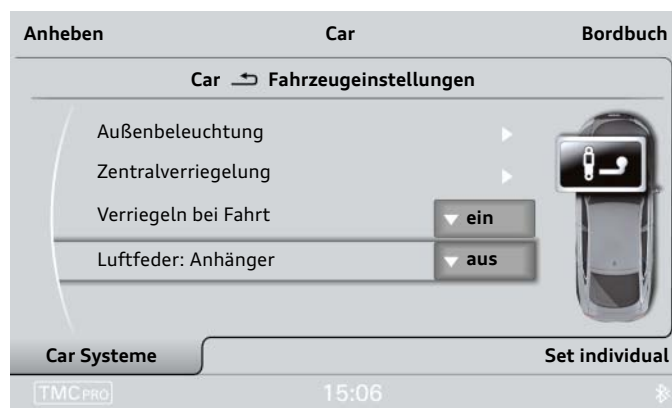 Anheben Car Bordbuch
Car Fahrzeugeinstellungen
Außenbeleuchtung
Zentralverriegelung
Verriegeln bei Fahrt ein
Luftfeder: Anhänger aus
Car Systeme Set individual
TMC PRO 15:06